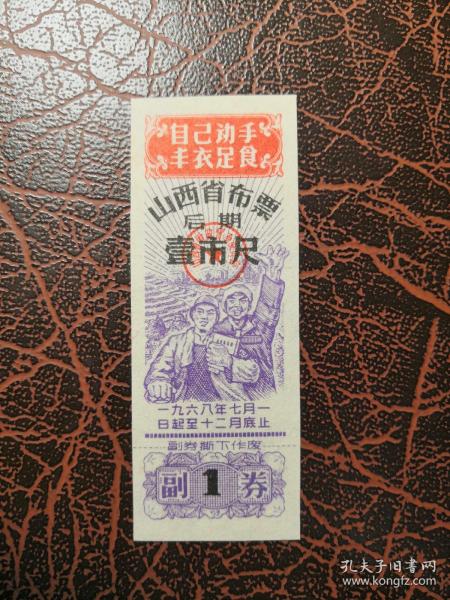 自己动手
丰衣足食
山西省布票
后期
壹市尺
一九六八年七月一
日起至十二月底止
副券撕下作废
副 1 券
孔夫子旧书网
www.kongfz.com